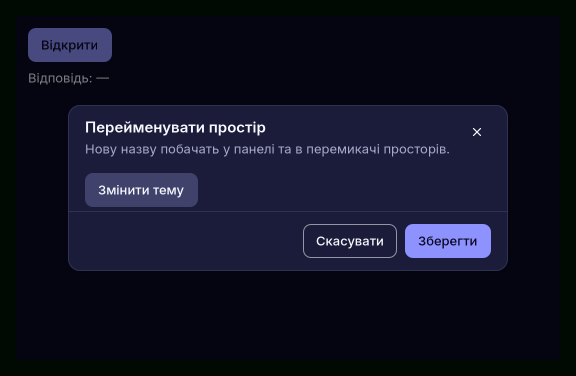 Відкрити
Відповідь: —
Перейменувати простір
Нову назву побачать у панелі та в перемикачі просторів.
Змінити тему
Скасувати
Зберегти